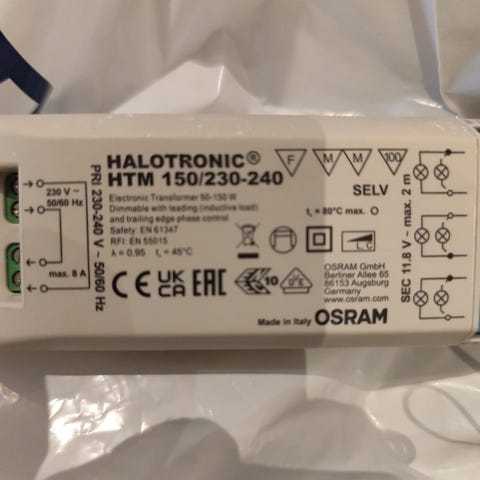 HALOTRONIC®
HTM 150/230-240
Electronic Transformer 50-150 W
Dimmable with leading (inductive load)
and trailing edge phase control
Safety: EN 61347
RFI: EN 55015
λ = 0,95 tₐ = 45°C
F M M 100
SELV
t꜀ = 80°C max. O
L, C
PRI 230-240 V ~ 50/60 Hz
230 V ~
50/60 Hz
max. 8 A
SEC 11.8 V ~ max. 2 m
CE UK CA EAC 10
OSRAM GmbH
Berliner Allee 65
86153 Augsburg
Germany
www.osram.com
Made in Italy OSRAM